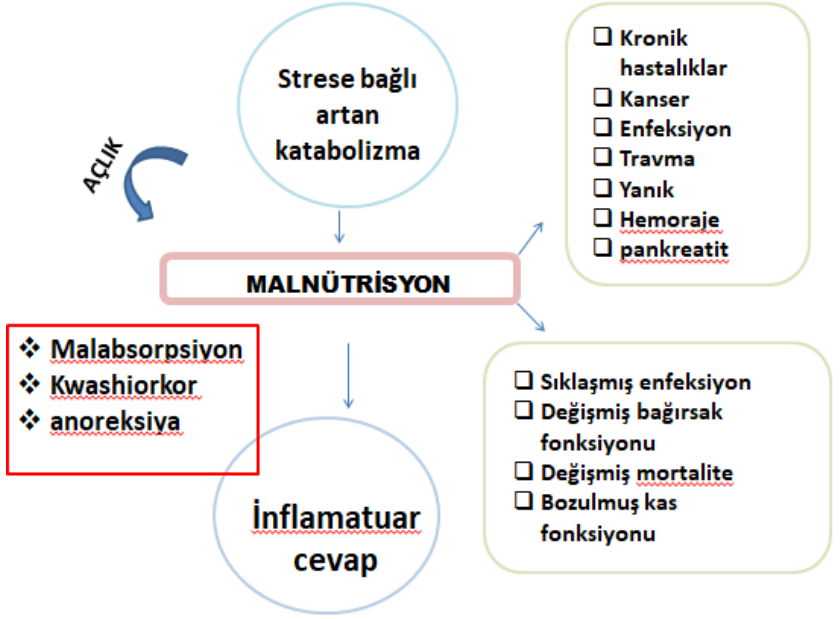 Strese bağlı
artan
katabolizma
AÇLIK
❑ Kronik
hastalıklar
❑ Kanser
❑ Enfeksiyon
❑ Travma
❑ Yanık
❑ Hemoraje
❑ pankreatit
MALNÜTRİSYON
❖ Malabsorpsiyon
❖ Kwashiorkor
❖ anoreksiya
❑ Sıklaşmış enfeksiyon
❑ Değişmiş bağırsak
fonksiyonu
❑ Değişmiş mortalite
❑ Bozulmuş kas
fonksiyonu
İnflamatuar
cevap